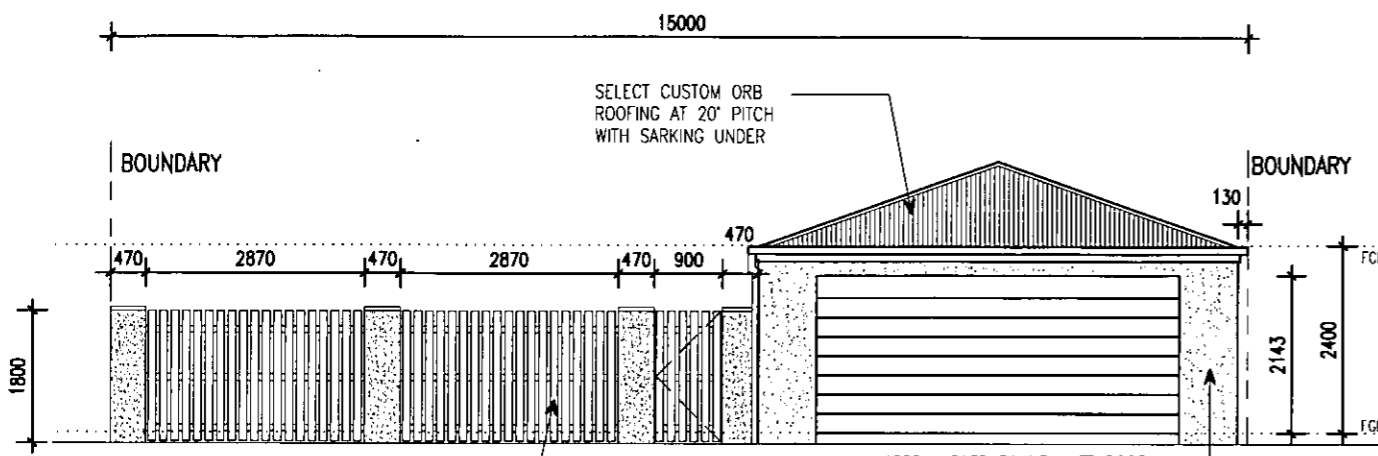 15000
SELECT CUSTOM ORB
ROOFING AT 20° PITCH
WITH SARKING UNDER
BOUNDARY
BOUNDARY
130
470
470
2870
470
2870
470
900
1800
2143
2400